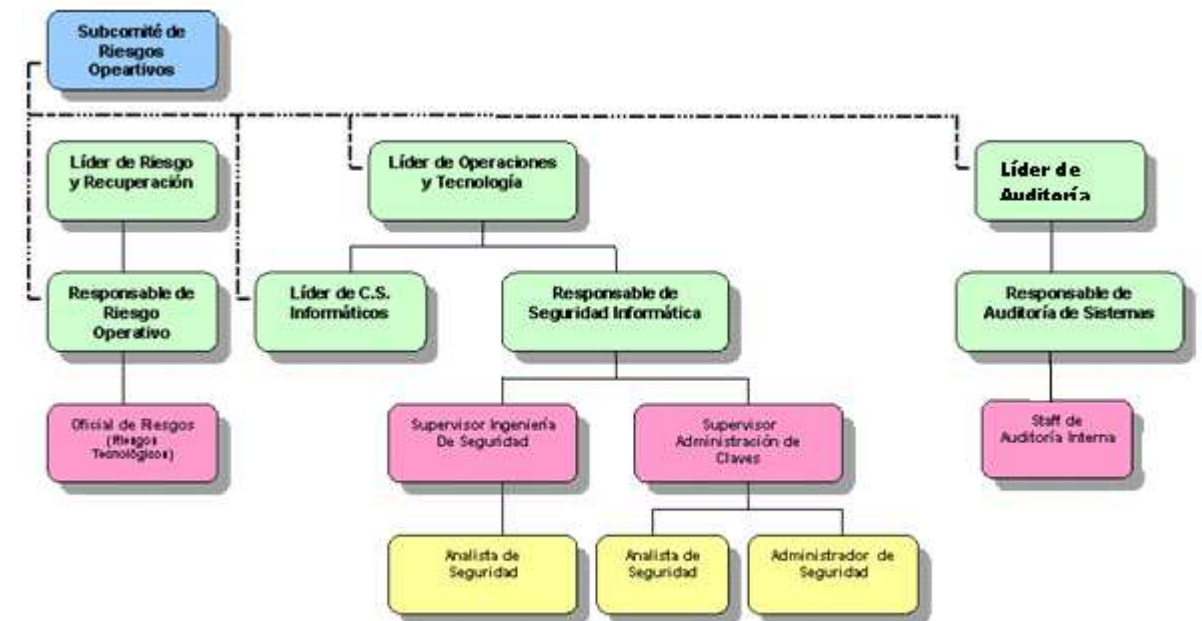 Subcomité de
Riesgos
Opeartivos
Líder de Riesgo
y Recuperación
Líder de Operaciones
y Tecnología
Líder de
Auditoría
Responsable de
Riesgo
Operativo
Líder de C.S.
Informáticos
Responsable de
Seguridad Informática
Responsable de
Auditoría de Sistemas
Oficial de Riesgos
(Riesgos
Tecnológicos)
Supervisor Ingeniería
De Seguridad
Supervisor
Administración de
Claves
Staff de
Auditoría Interna
Analista de
Seguridad
Analista de
Seguridad
Administrador de
Seguridad